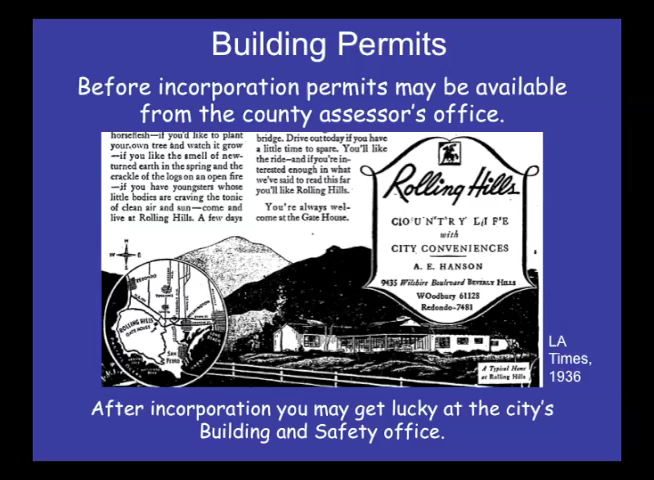 Building Permits
Before incorporation permits may be available
from the county assessor's office.
horseflesh—if you'd like to plant
your own tree and watch it grow
—if you like the smell of new-
turned earth in the spring and the
crackle of the logs on an open fire
—if you have youngsters whose
little bodies are craving the tonic
of clean air and sun—come and
live at Rolling Hills. A few days
bridge. Drive out today if you have
a little time to spare. You'll like
the ride—and if you're in-
terested enough in what
we've said to read this far
you'll like Rolling Hills.
You're always wel-
come at the Gate House.
Rolling Hills
COUNTRY LIFE
with
CITY CONVENIENCES
A. E. HANSON
9435 Wilshire Boulevard BEVERLY HILLS
WOodbury 61128
Redondo-7481
REDONDO
ROLLING HILLS
GATE HOUSE
SAN
PEDRO
A Typical Home
at Rolling Hills
LA
Times,
1936
After incorporation you may get lucky at the city's
Building and Safety office.